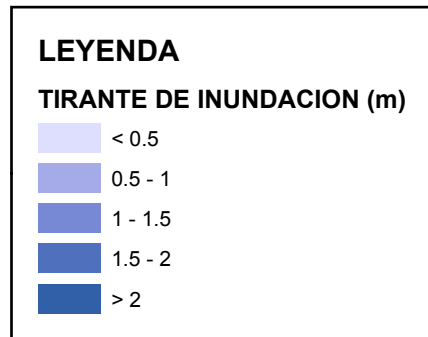 LEYENDA
TIRANTE DE INUNDACION (m)
< 0.5
0.5 - 1
1 - 1.5
1.5 - 2
> 2